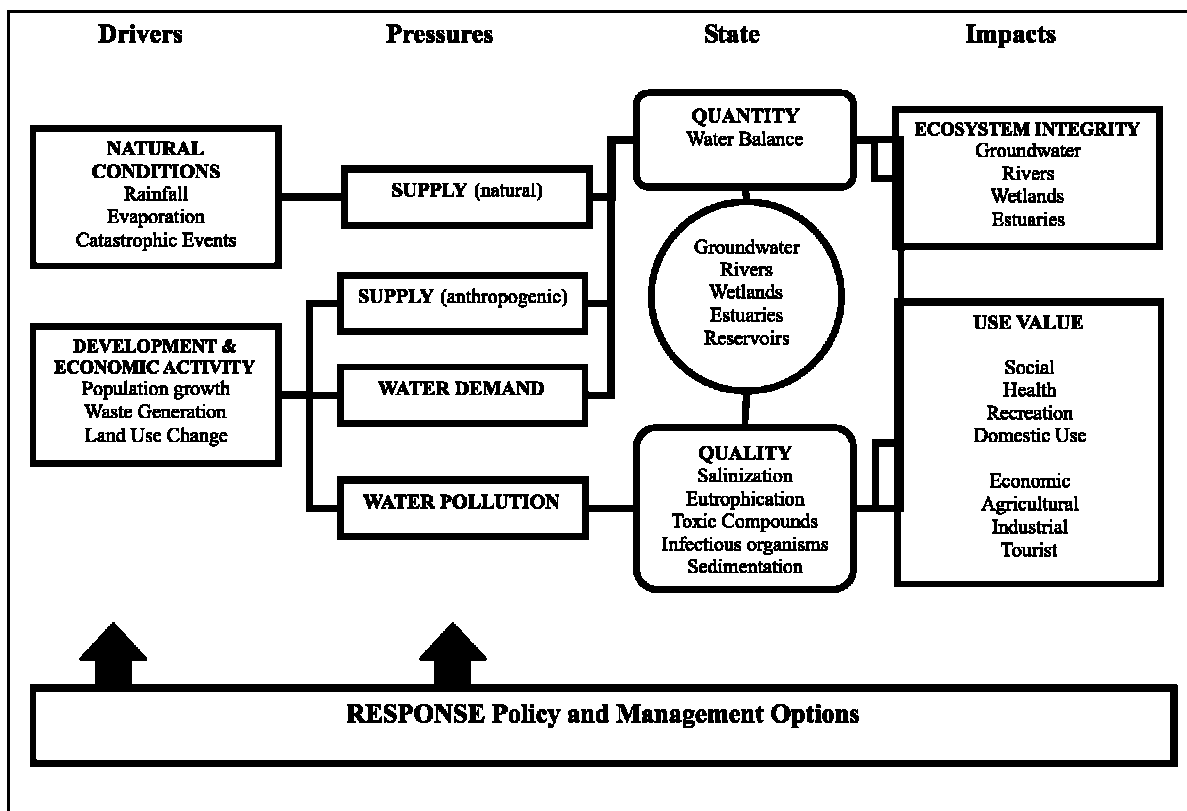 Drivers
Pressures
State
Impacts
NATURAL
CONDITIONS
Rainfall
Evaporation
Catastrophic Events
DEVELOPMENT &
ECONOMIC ACTIVITY
Population growth
Waste Generation
Land Use Change
SUPPLY (natural)
SUPPLY (anthropogenic)
WATER DEMAND
WATER POLLUTION
QUANTITY
Water Balance
Groundwater
Rivers
Wetlands
Estuaries
Reservoirs
QUALITY
Salinization
Eutrophication
Toxic Compounds
Infectious organisms
Sedimentation
ECOSYSTEM INTEGRITY
Groundwater
Rivers
Wetlands
Estuaries
USE VALUE
Social
Health
Recreation
Domestic Use
Economic
Agricultural
Industrial
Tourist
RESPONSE Policy and Management Options